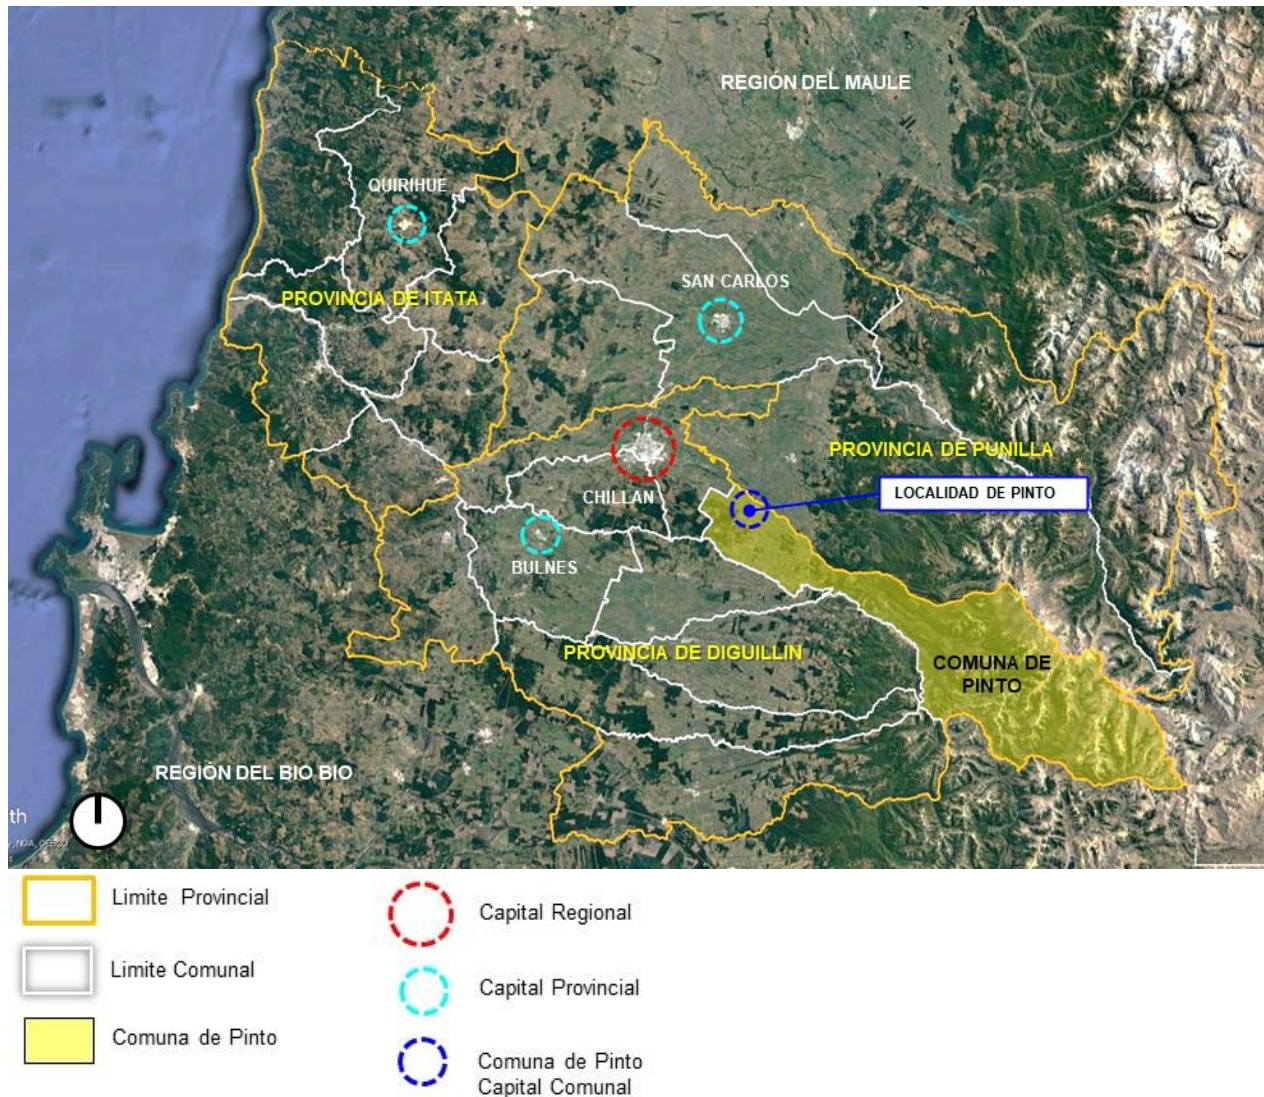 REGIÓN DEL MAULE
QUIRIHUE
SAN CARLOS
PROVINCIA DE ITATA
PROVINCIA DE PUNILLA
LOCALIDAD DE PINTO
CHILLAN
BULNES
PROVINCIA DE DIGUILLIN
COMUNA DE
PINTO
REGIÓN DEL BIO BIO
th
Limite Provincial
Limite Comunal
Comuna de Pinto
Capital Regional
Capital Provincial
Comuna de Pinto
Capital Comunal